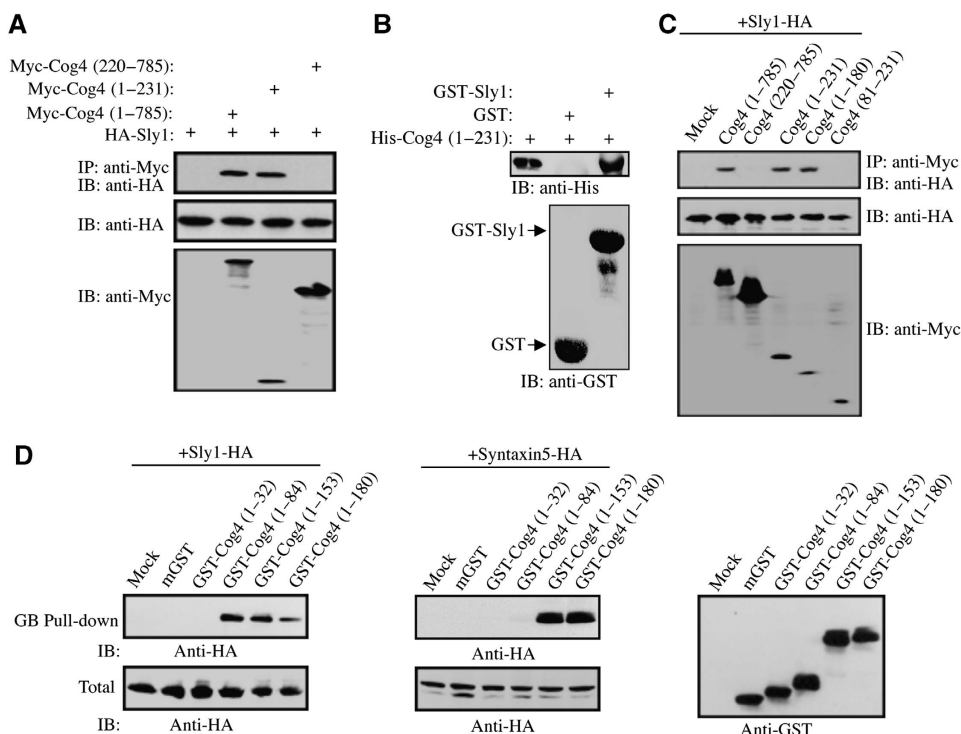 A
Myc-Cog4 (220–785): +
Myc-Cog4 (1–231): +
Myc-Cog4 (1–785): +
HA-Sly1: + + + +
IP: anti-Myc
IB: anti-HA
IB: anti-HA
IB: anti-Myc
B
GST-Sly1: +
GST: +
His-Cog4 (1–231): + + +
IB: anti-His
GST-Sly1
GST
IB: anti-GST
C
+Sly1-HA
Mock
Cog4 (1–785)
Cog4 (220–785)
Cog4 (1–231)
Cog4 (1–180)
Cog4 (81–231)
IP: anti-Myc
IB: anti-HA
IB: anti-HA
IB: anti-Myc
D
+Sly1-HA
Mock
mGST
GST-Cog4 (1–32)
GST-Cog4 (1–84)
GST-Cog4 (1–153)
GST-Cog4 (1–180)
GB Pull-down
IB: Anti-HA
Total
IB: Anti-HA
+Syntaxin5-HA
Mock
mGST
GST-Cog4 (1–32)
GST-Cog4 (1–84)
GST-Cog4 (1–153)
GST-Cog4 (1–180)
Anti-HA
Anti-HA
Mock
mGST
GST-Cog4 (1–32)
GST-Cog4 (1–84)
GST-Cog4 (1–153)
GST-Cog4 (1–180)
Anti-GST